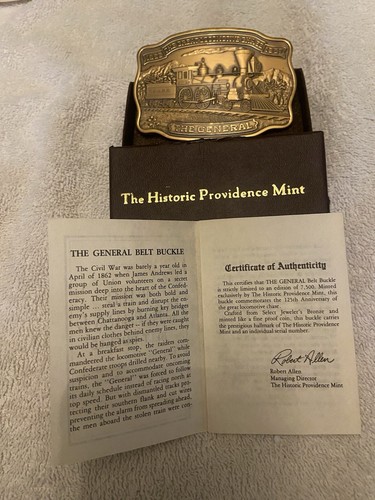 THE GENERAL
The Historic Providence Mint
THE GENERAL BELT BUCKLE
The Civil War was barely a year old in
April of 1862 when James Andrews led a
group of Union volunteers on a secret
mission deep into the heart of the Confed-
eracy. Their mission was both bold and
simple ... steal a train and disrupt the en-
emy's supply lines by burning key bridges
between Chattanooga and Atlanta. All the
men knew the danger -- if they were caught
in civilian clothes behind enemy lines, they
would be hanged as spies.
At a breakfast stop, the raiders com-
mandeered the locomotive "General" while
Confederate troops drilled nearby. To avoid
suspicion and to accommodate oncoming
trains, the "General" was forced to follow
its daily schedule instead of racing north at
top speed. But with dismantled tracks pro-
tecting their southern flank and cut wires
preventing the alarm from spreading ahead,
the men aboard the stolen train were con-
Certificate of Authenticity
This certifies that THE GENERAL Belt Buckle
is strictly limited to an edition of 7,500. Minted
exclusively by The Historic Providence Mint, this
buckle commemorates the 125th Anniversary of
the great locomotive chase.
Crafted from Select Jeweler's Bronze and
minted like a fine proof coin, this buckle carries
the prestigious hallmark of The Historic Providence
Mint and an individual serial number.
Robert Allen
Robert Allen
Managing Director
The Historic Providence Mint